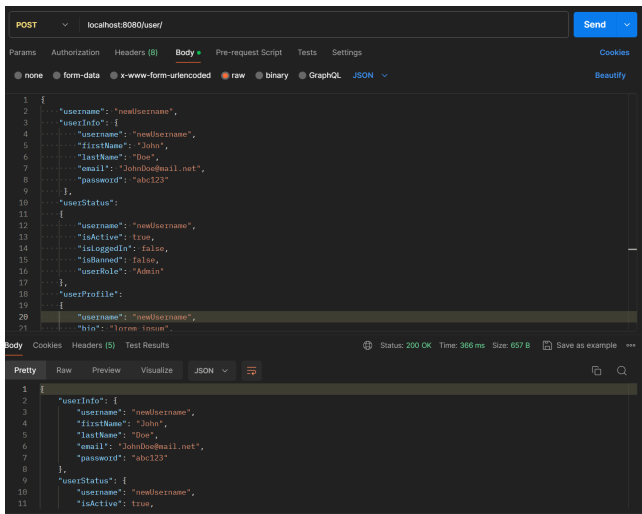 POST localhost:8080/user/ Send
Params Authorization Headers (8) Body Pre-request Script Tests Settings Cookies
none form-data x-www-form-urlencoded raw binary GraphQL JSON Beautify
1 {
2 "username": "newUsername",
3 "userInfo": {
4 "username": "newUsername",
5 "firstName": "John",
6 "lastName": "Doe",
7 "email": "JohnDoe@mail.net",
8 "password": "abc123"
9 },
10 "userStatus":
11 {
12 "username": "newUsername",
13 "isActive": true,
14 "isLoggedIn": false,
15 "isBanned": false,
16 "userRole": "Admin"
17 },
18 "userProfile":
19 {
20 "username": "newUsername",
21 "bio": "lorem ipsum",
Body Cookies Headers (5) Test Results Status: 200 OK Time: 366 ms Size: 657 B Save as example
Pretty Raw Preview Visualize JSON
1 {
2 "userInfo": {
3 "username": "newUsername",
4 "firstName": "John",
5 "lastName": "Doe",
6 "email": "JohnDoe@mail.net",
7 "password": "abc123"
8 },
9 "userStatus": {
10 "username": "newUsername",
11 "isActive": true,